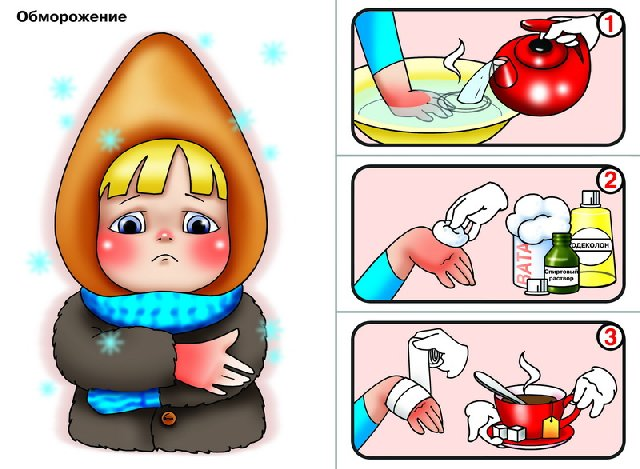 Обморожение
1
2
ВАТА
ОДЕКОЛОН
Спиртовый
раствор
3